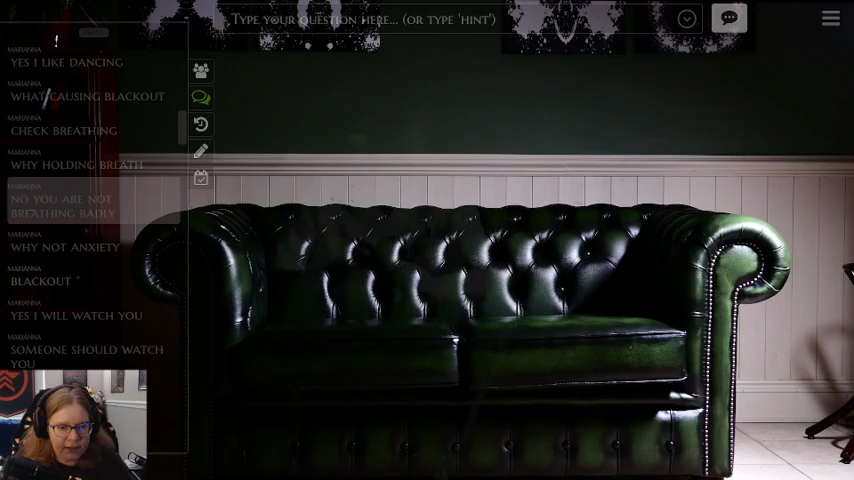 TYPE YOUR QUESTION HERE... (OR TYPE 'HINT')
MARIANNA
YES I LIKE DANCING
MARIANNA
WHAT CAUSING BLACKOUT
MARIANNA
CHECK BREATHING
MARIANNA
WHY HOLDING BREATH
MARIANNA
NO YOU ARE NOT
BREATHING BADLY
MARIANNA
WHY NOT ANXIETY
MARIANNA
BLACKOUT *
MARIANNA
YES I WILL WATCH YOU
MARIANNA
SOMEONE SHOULD WATCH
YOU